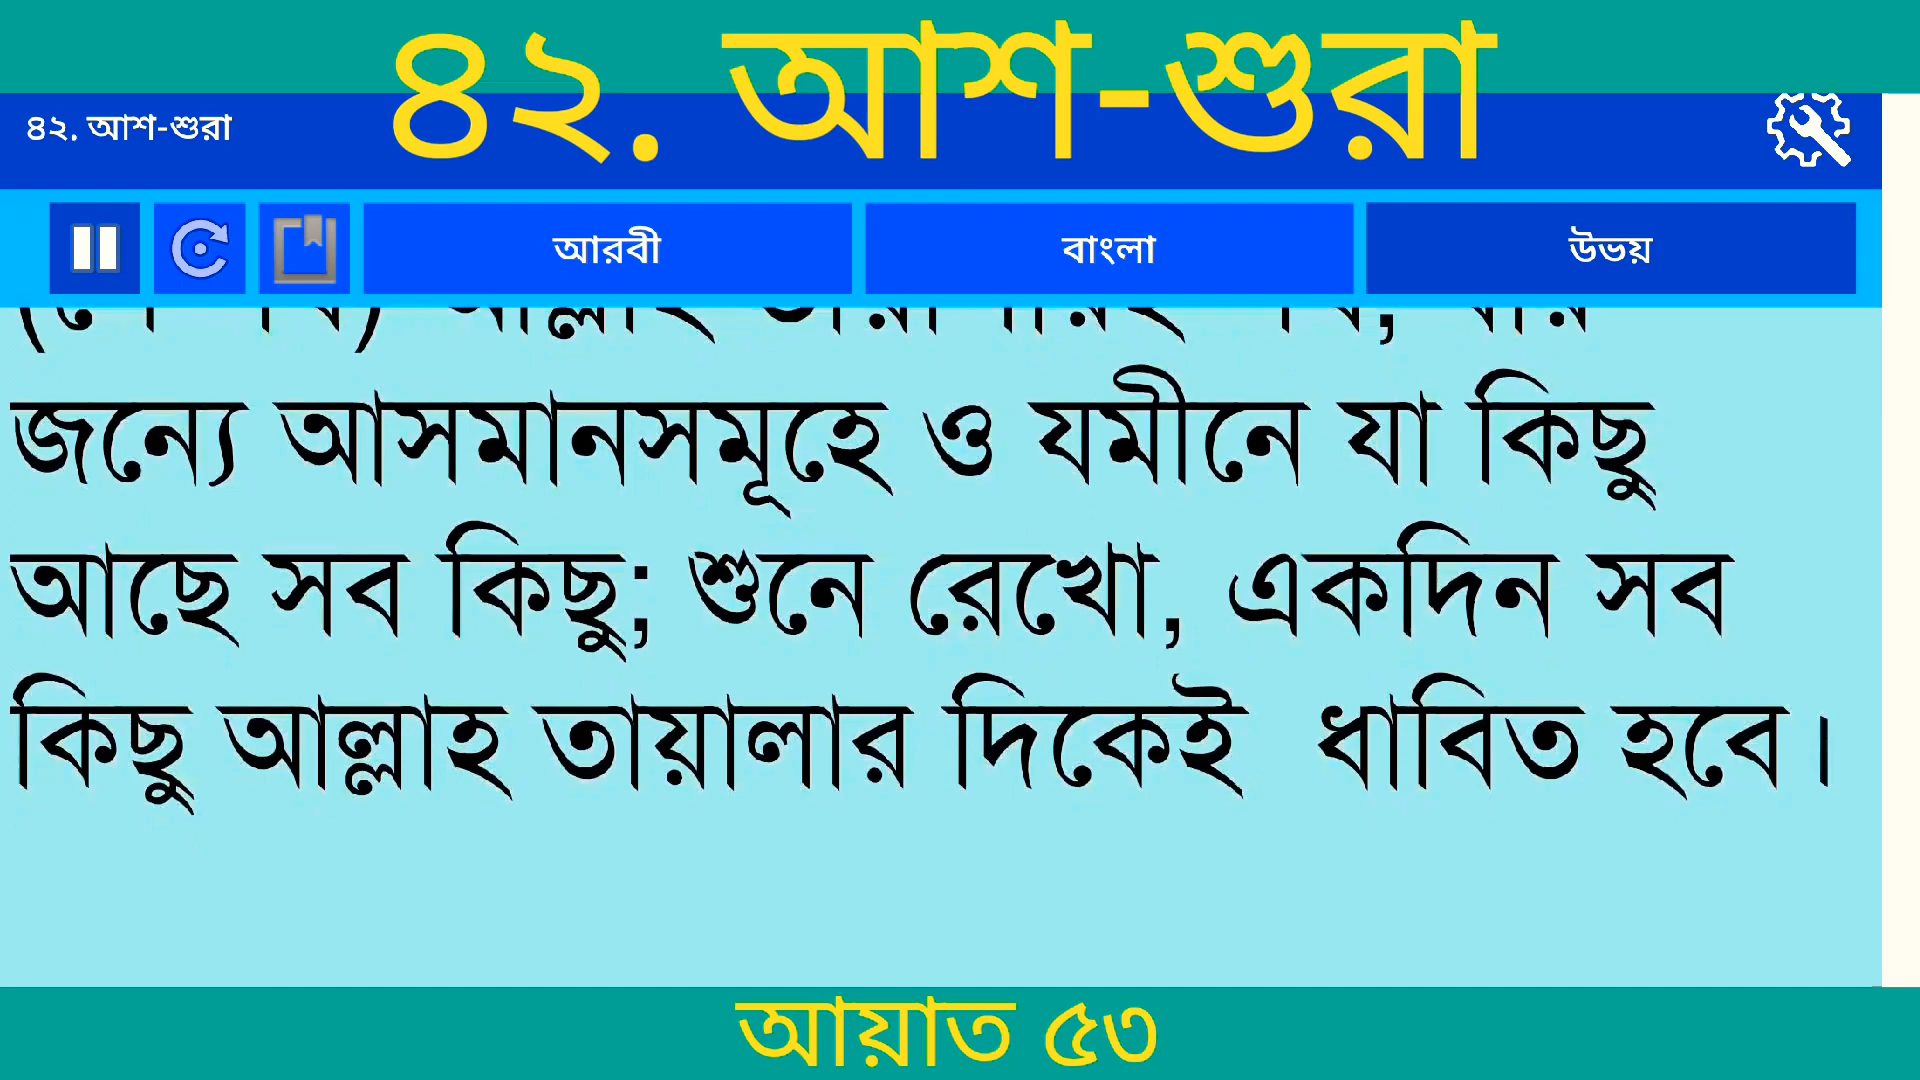 ৪২. আশ-শুরা
৪২. আশ-শুরা
আরবী
বাংলা
উভয়
জন্যে আসমানসমূহে ও যমীনে যা কিছু
আছে সব কিছু; শুনে রেখো, একদিন সব
কিছু আল্লাহ তায়ালার দিকেই ধাবিত হবে।
আয়াত ৫৩